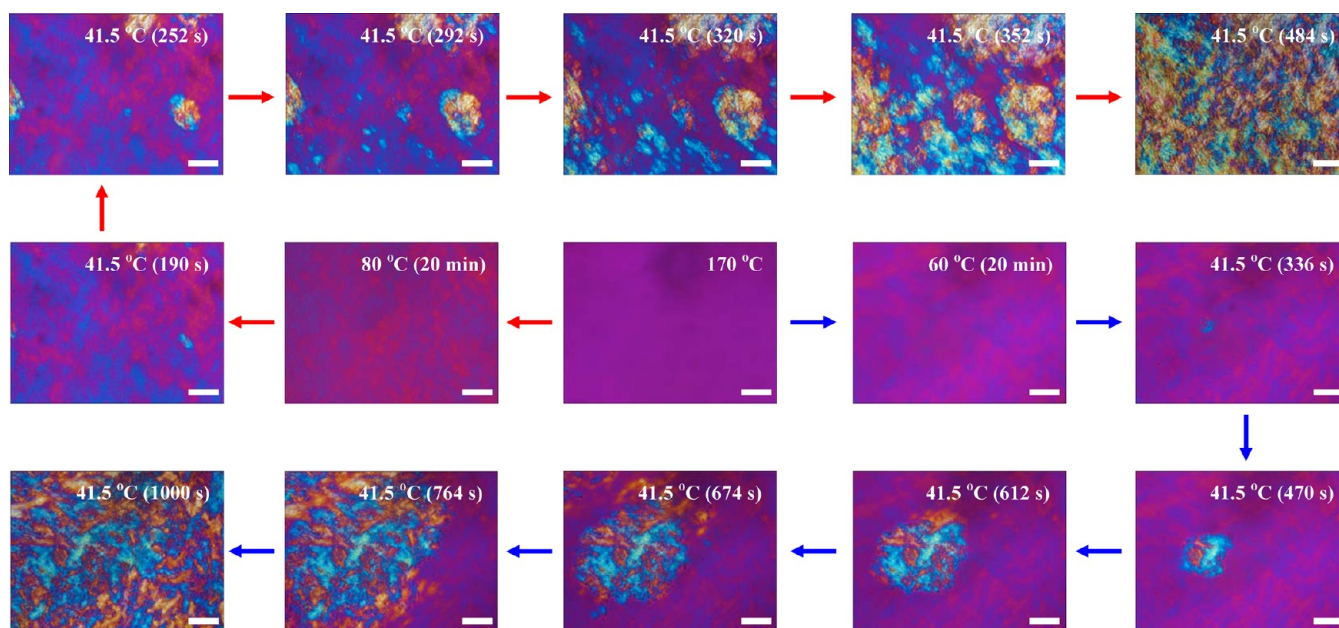 41.5 °C (252 s)
41.5 °C (292 s)
41.5 °C (320 s)
41.5 °C (352 s)
41.5 °C (484 s)
41.5 °C (190 s)
80 °C (20 min)
170 °C
60 °C (20 min)
41.5 °C (336 s)
41.5 °C (1000 s)
41.5 °C (764 s)
41.5 °C (674 s)
41.5 °C (612 s)
41.5 °C (470 s)